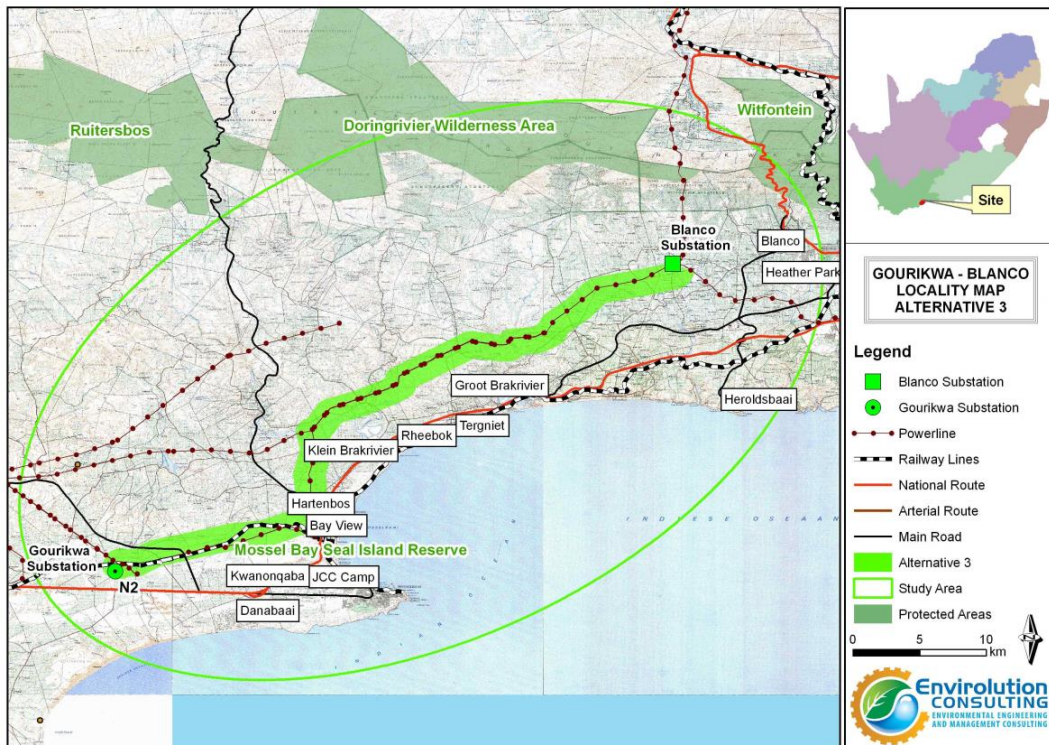 Ruitersbos
Doringrivier Wilderness Area
Witfontein
Blanco
Substation
Blanco
Heather Park
Groot Brakrivier
Heroldsbaai
Tergniet
Rheebok
Klein Brakrivier
Hartenbos
Bay View
Mossel Bay Seal Island Reserve
Gourikwa
Substation
N2
Kwanonqaba
JCC Camp
Danabaai
INDIESE OSEAAN
Site
GOURIKWA - BLANCO
LOCALITY MAP
ALTERNATIVE 3
Legend
Blanco Substation
Gourikwa Substation
Powerline
Railway Lines
National Route
Arterial Route
Main Road
Alternative 3
Study Area
Protected Areas
0 5 10
km
N
Envirolution
CONSULTING
ENVIRONMENTAL ENGINEERING
AND MANAGEMENT CONSULTING